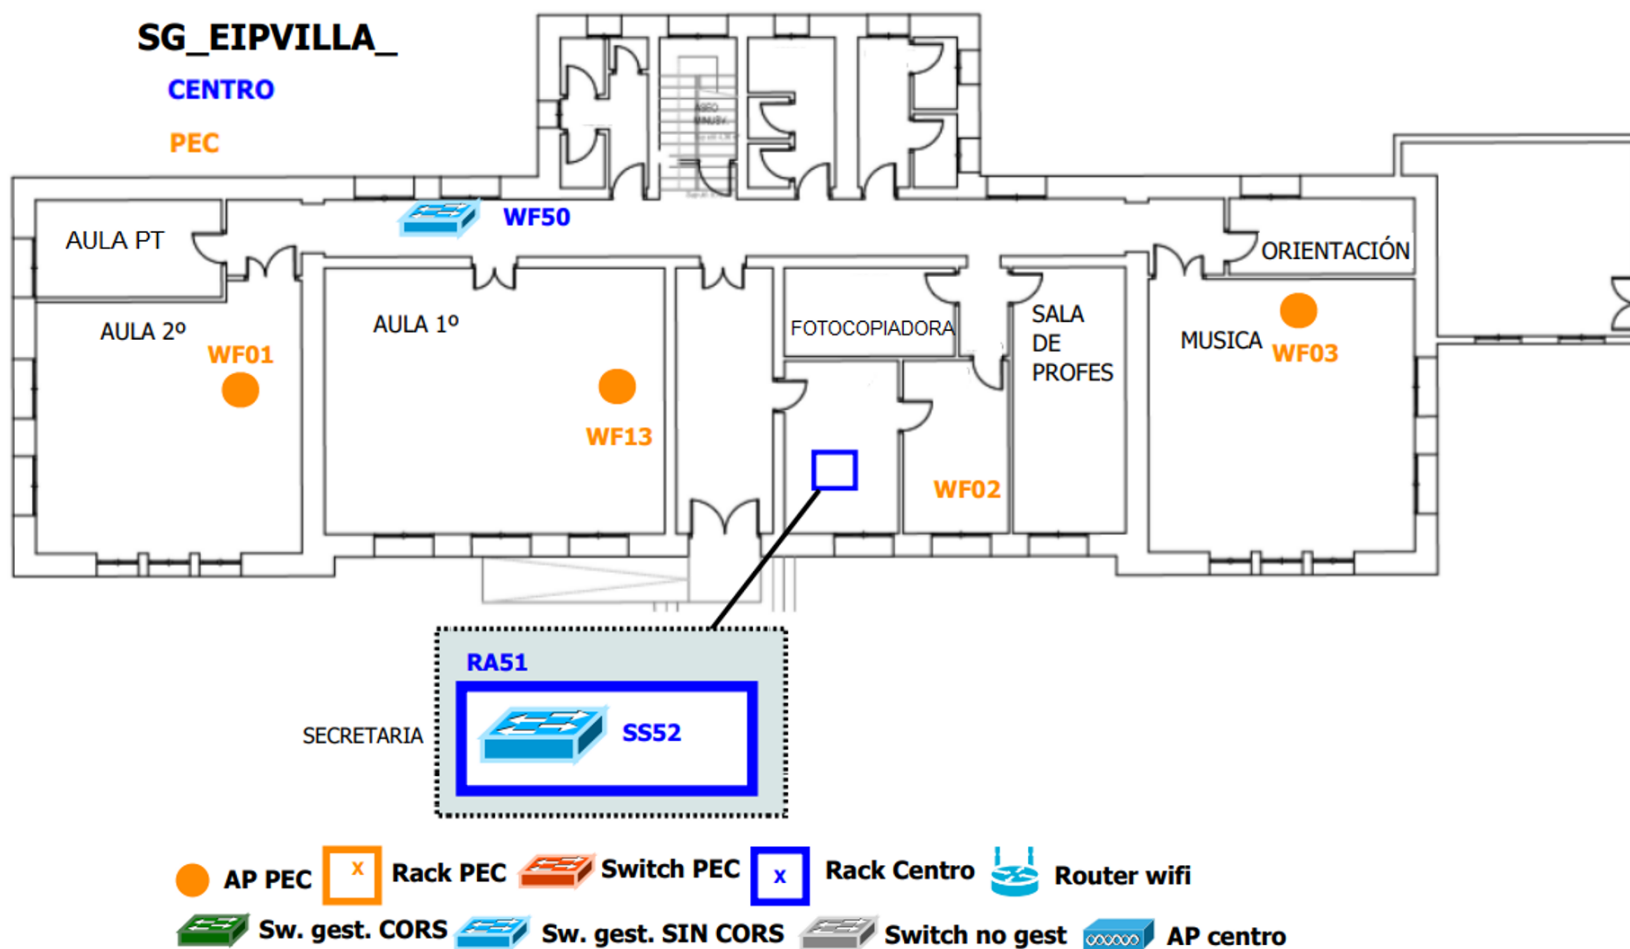 SG_EIPVILLA_
CENTRO
PEC
WF50
AULA PT
ORIENTACIÓN
AULA 2º
AULA 1º
FOTOCOPIADORA
SALA
DE
PROFES
MUSICA
WF01
WF03
WF13
WF02
RA51
SECRETARIA
SS52
AP PEC
x
Rack PEC
Switch PEC
x
Rack Centro
Router wifi
Sw. gest. CORS
Sw. gest. SIN CORS
Switch no gest
AP centro